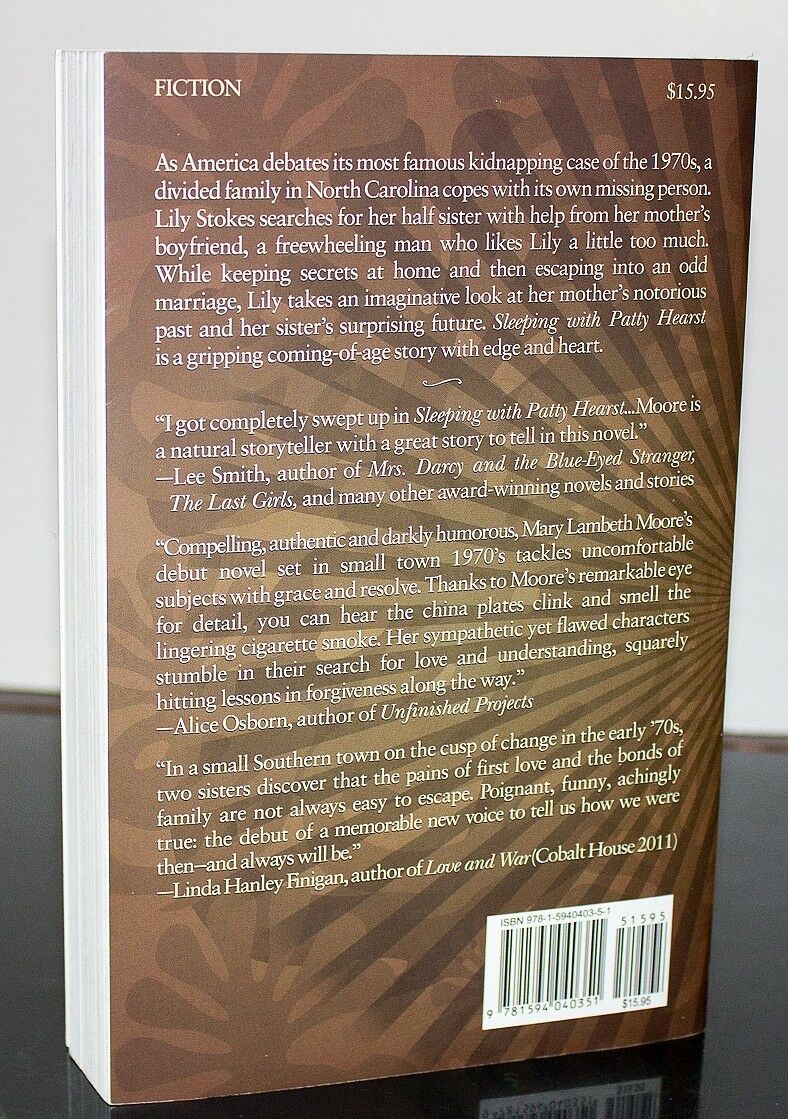 FICTION
$15.95
As America debates its most famous kidnapping case of the 1970s, a
divided family in North Carolina copes with its own missing person.
Lily Stokes searches for her half sister with help from her mother's
boyfriend, a freewheeling man who likes Lily a little too much.
While keeping secrets at home and then escaping into an odd
marriage, Lily takes an imaginative look at her mother's notorious
past and her sister's surprising future. Sleeping with Patty Hearst
is a gripping coming-of-age story with edge and heart.
“I got completely swept up in Sleeping with Patty Hearst...Moore is
a natural storyteller with a great story to tell in this novel.”
—Lee Smith, author of Mrs. Darcy and the Blue-Eyed Stranger,
The Last Girls, and many other award-winning novels and stories
“Compelling, authentic and darkly humorous, Mary Lambeth Moore's
debut novel set in small town 1970's tackles uncomfortable
subjects with grace and resolve. Thanks to Moore's remarkable eye
for detail, you can hear the china plates clink and smell the
lingering cigarette smoke. Her sympathetic yet flawed characters
stumble in their search for love and understanding, squarely
hitting lessons in forgiveness along the way.”
—Alice Osborn, author of Unfinished Projects
“In a small Southern town on the cusp of change in the early '70s,
two sisters discover that the pains of first love and the bonds of
family are not always easy to escape. Poignant, funny, achingly
true: the debut of a memorable new voice to tell us how we were
then—and always will be.”
—Linda Hanley Finigan, author of Love and War(Cobalt House 2011)
ISBN 978-1-5940403-5-1
51595
9 781594 040351
$15.95